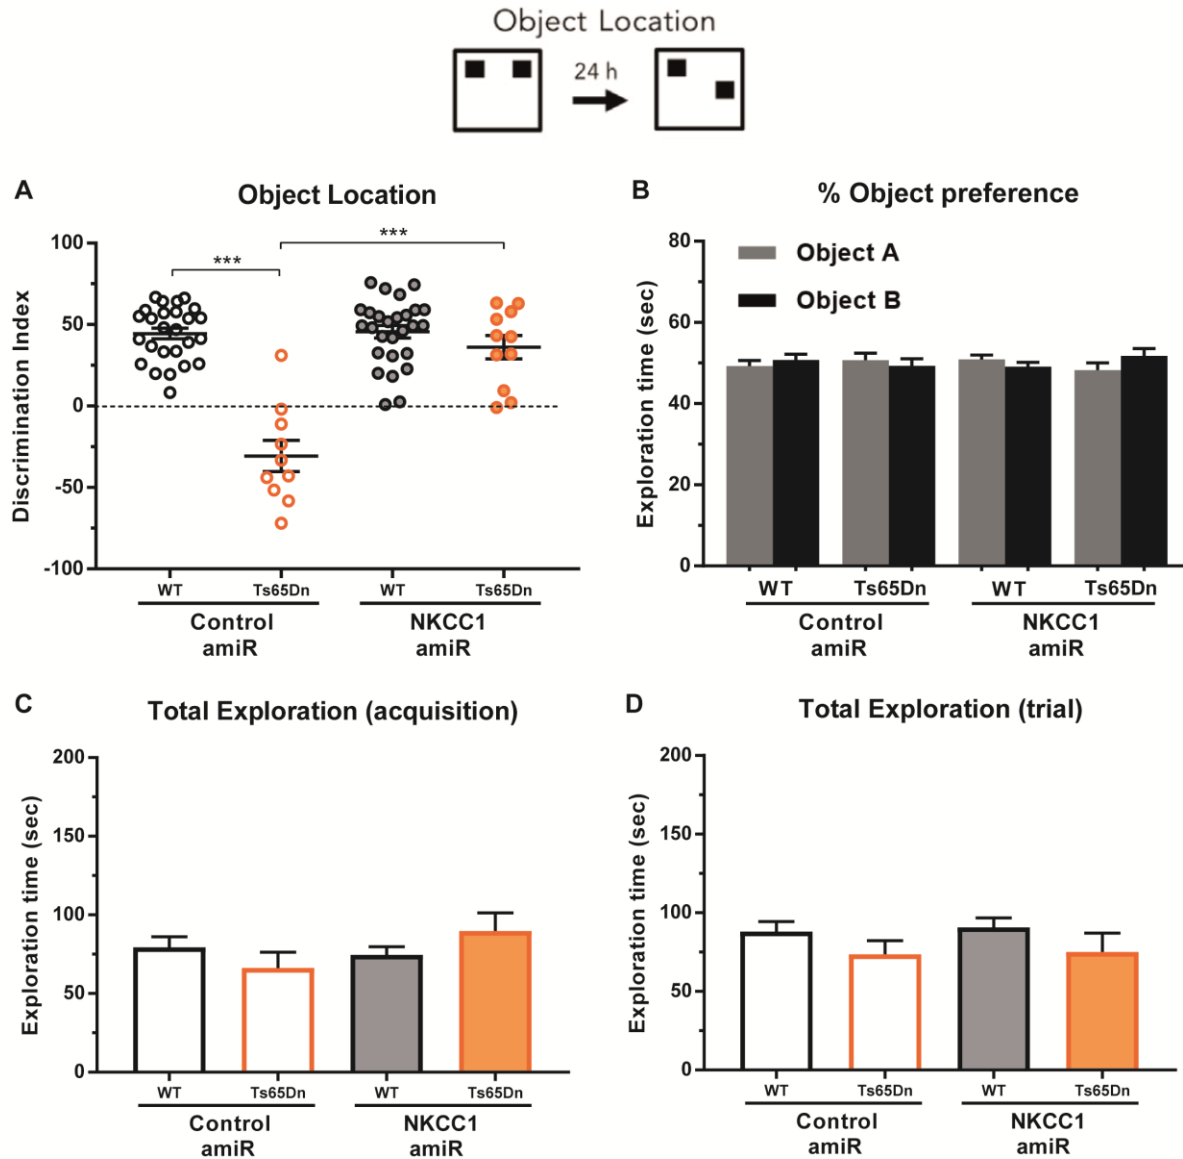 Object Location
24 h
A
Object Location
100
50
0
-50
-100
Discrimination Index
***
***
WT
Ts65Dn
WT
Ts65Dn
Control
amiR
NKCC1
amiR
B
% Object preference
80
60
40
20
0
Exploration time (sec)
Object A
Object B
WT
Ts65Dn
WT
Ts65Dn
Control
amiR
NKCC1
amiR
C
Total Exploration (acquisition)
200
150
100
50
0
Exploration time (sec)
WT
Ts65Dn
WT
Ts65Dn
Control
amiR
NKCC1
amiR
D
Total Exploration (trial)
200
150
100
50
0
Exploration time (sec)
WT
Ts65Dn
WT
Ts65Dn
Control
amiR
NKCC1
amiR